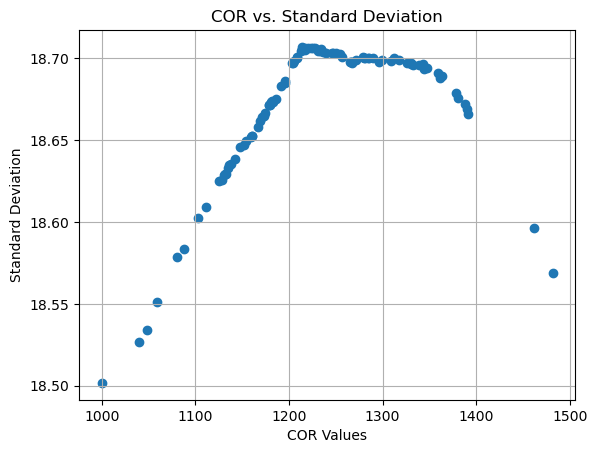 COR vs. Standard Deviation
Standard Deviation
18.70
18.65
18.60
18.55
18.50
1000 1100 1200 1300 1400 1500
COR Values